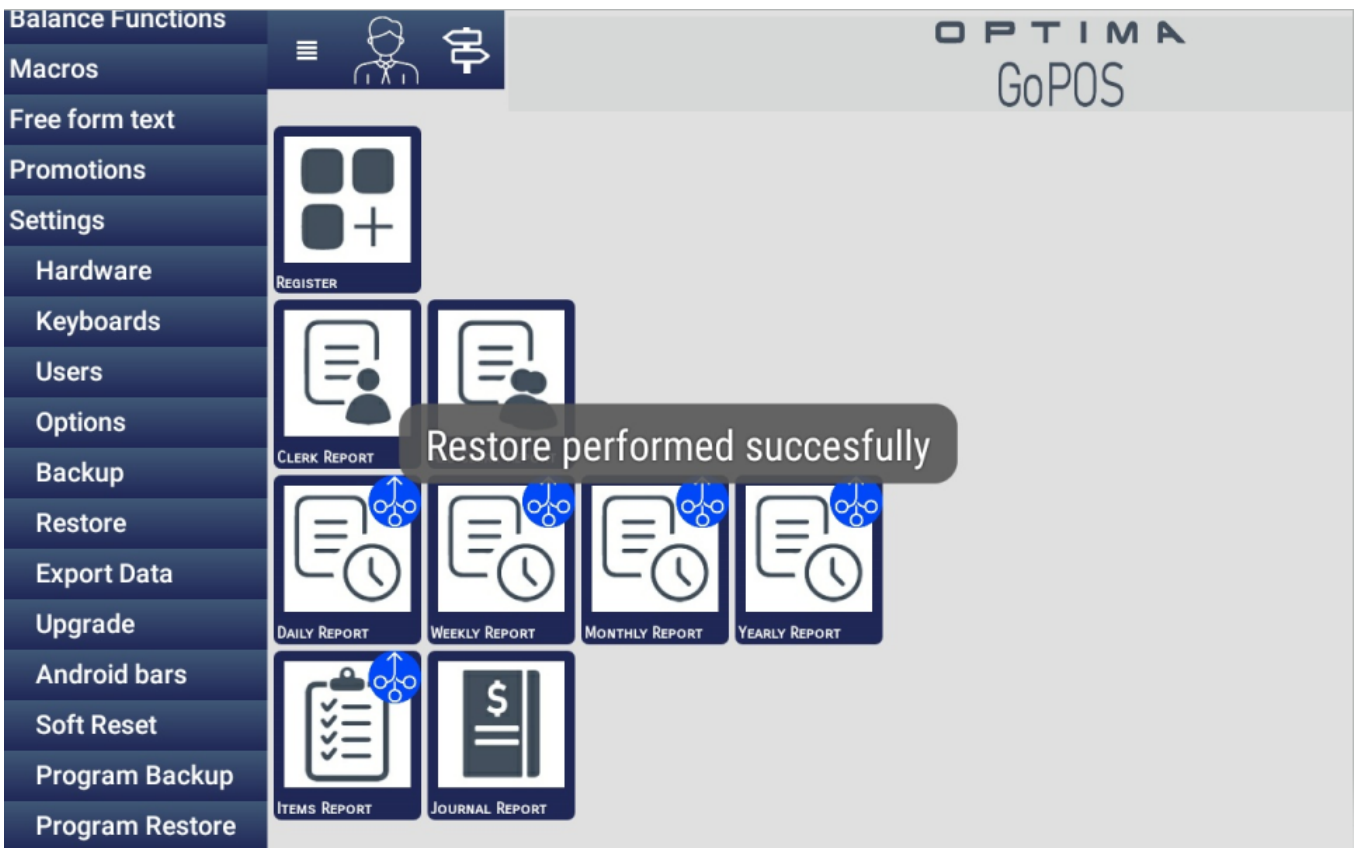 Balance Functions
Macros
Free form text
Promotions
Settings
Hardware
Keyboards
Users
Options
Backup
Restore
Export Data
Upgrade
Android bars
Soft Reset
Program Backup
Program Restore
OPTIMA
GoPOS
REGISTER
CLERK REPORT
Restore performed succesfully
DAILY REPORT
WEEKLY REPORT
MONTHLY REPORT
YEARLY REPORT
ITEMS REPORT
JOURNAL REPORT